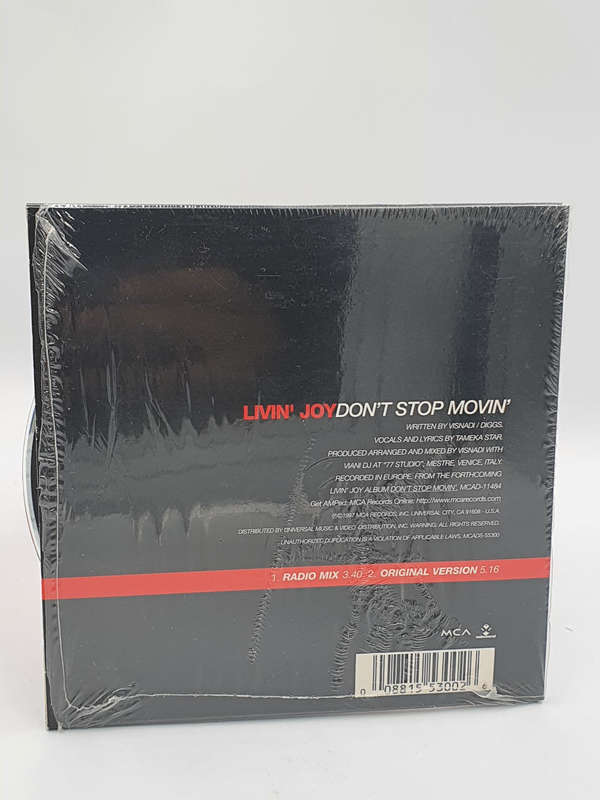 LIVIN' JOYDON'T STOP MOVIN'
WRITTEN BY VISNADI / DIGGS.
VOCALS AND LYRICS BY TAMEKA STAR.
PRODUCED ARRANGED AND MIXED BY VISNADI WITH
VIANI DJ AT "77 STUDIO", MESTRE, VENICE, ITALY.
RECORDED IN EUROPE. FROM THE FORTHCOMING
LIVIN' JOY ALBUM DON'T STOP MOVIN'. MCAD-11484
Get AMPed: MCA Records Online: http://www.mcarecords.com
℗©1997 MCA RECORDS, INC. UNIVERSAL CITY, CA 91608 - U.S.A.
DISTRIBUTED BY UNIVERSAL MUSIC & VIDEO DISTRIBUTION, INC. WARNING: ALL RIGHTS RESERVED.
UNAUTHORIZED DUPLICATION IS A VIOLATION OF APPLICABLE LAWS. MCADS-55300
1. RADIO MIX 3.40 2. ORIGINAL VERSION 5.16
MCA
0 08815 53003 6